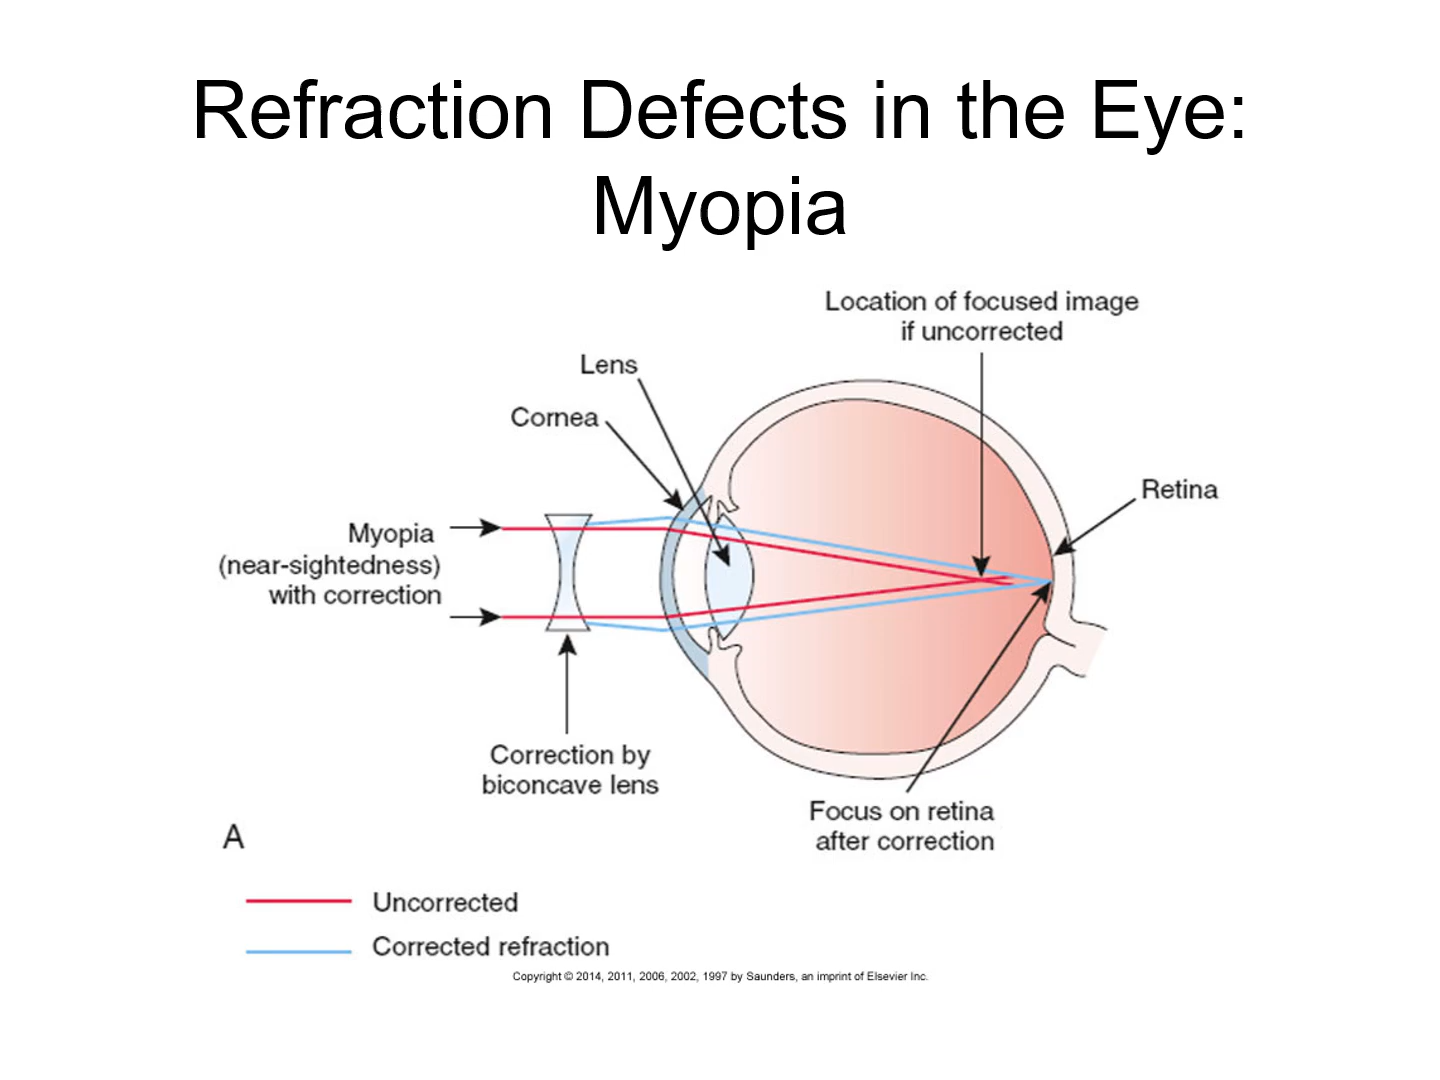 Refraction Defects in the Eye:
Myopia
Location of focused image
if uncorrected
Lens
Cornea
Retina
Myopia
(near-sightedness)
with correction
Correction by
biconcave lens
Focus on retina
after correction
A
Uncorrected
Corrected refraction
Copyright © 2014, 2011, 2006, 2002, 1997 by Saunders, an imprint of Elsevier Inc.